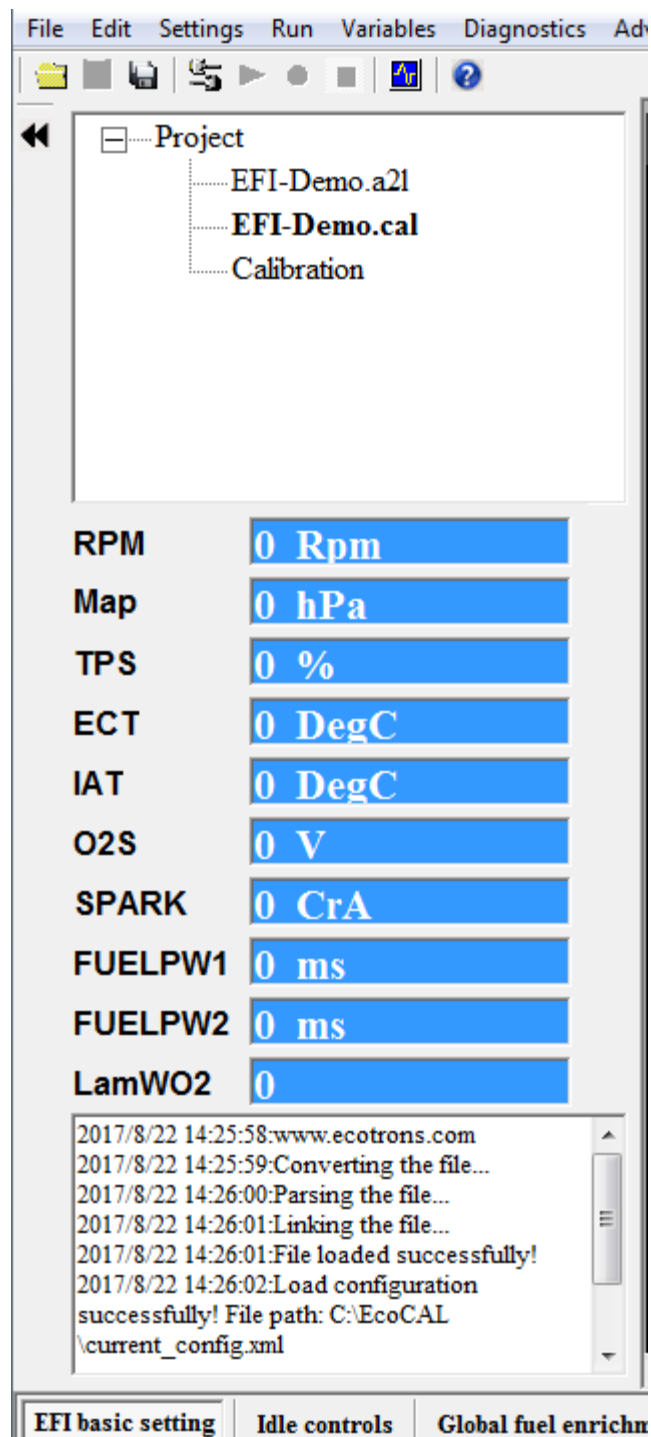 File Edit Settings Run Variables Diagnostics
Project
EFI-Demo.a2l
EFI-Demo.cal
Calibration
RPM 0 Rpm
Map 0 hPa
TPS 0 %
ECT 0 DegC
IAT 0 DegC
O2S 0 V
SPARK 0 CrA
FUELPW1 0 ms
FUELPW2 0 ms
LamWO2 0
2017/8/22 14:25:58:www.ecotrons.com
2017/8/22 14:25:59:Converting the file...
2017/8/22 14:26:00:Parsing the file...
2017/8/22 14:26:01:Linking the file...
2017/8/22 14:26:01:File loaded successfully!
2017/8/22 14:26:02:Load configuration
successfully! File path: C:\EcoCAL
\current_config.xml
EFI basic setting Idle controls Global fuel